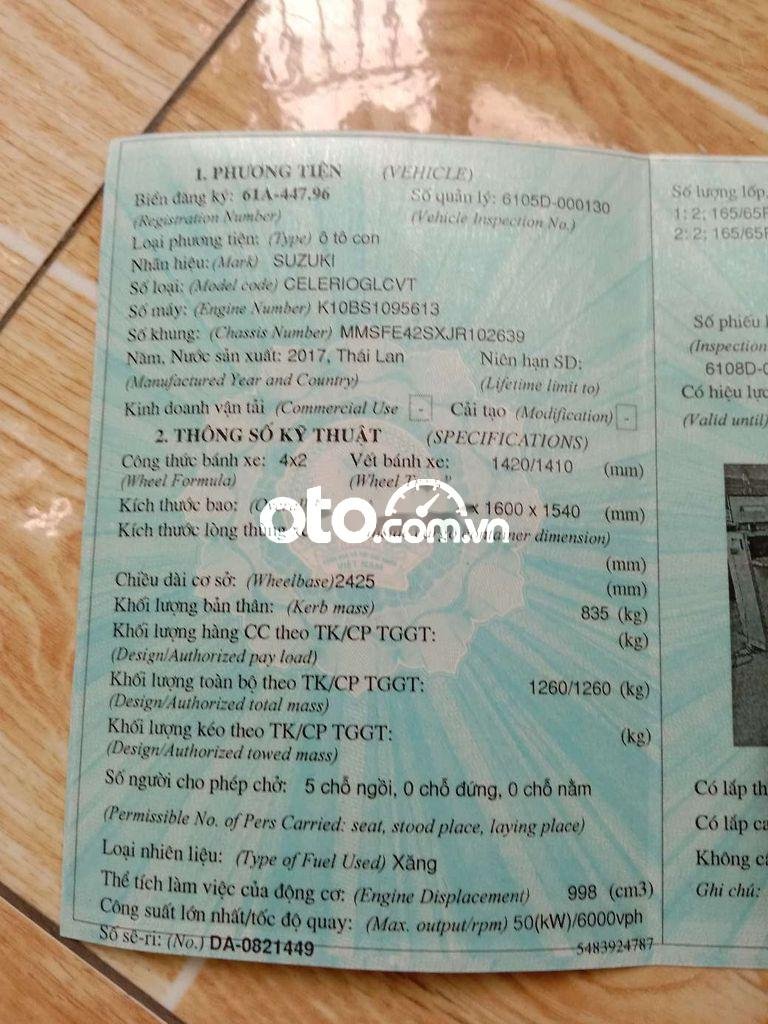 1. PHƯƠNG TIỆN (VEHICLE)
Biển đăng ký: 61A-447.96 Số quản lý: 6105D-000130
(Registration Number) (Vehicle Inspection No.)
Loại phương tiện: (Type) ô tô con
Nhãn hiệu: (Mark) SUZUKI
Số loại: (Model code) CELERIOGLCVT
Số máy: (Engine Number) K10BS1095613
Số khung: (Chassis Number) MMSFE42SXJR102639
Năm, Nước sản xuất: 2017, Thái Lan Niên hạn SD:
(Manufactured Year and Country) (Lifetime limit to)
Kinh doanh vận tải (Commercial Use - Cải tạo (Modification) -
2. THÔNG SỐ KỸ THUẬT (SPECIFICATIONS)
Công thức bánh xe: 4x2 Vết bánh xe: 1420/1410 (mm)
(Wheel Formula) (Wheel
Kích thước bao: x 1600 x 1540 (mm)
Kích thước lòng thùng container dimension)
(mm)
Chiều dài cơ sở: (Wheelbase)2425 (mm)
Khối lượng bản thân: (Kerb mass) 835 (kg)
Khối lượng hàng CC theo TK/CP TGGT: (kg)
(Design/Authorized pay load)
Khối lượng toàn bộ theo TK/CP TGGT: 1260/1260 (kg)
(Design/Authorized total mass)
Khối lượng kéo theo TK/CP TGGT: (kg)
(Design/Authorized towed mass)
Số người cho phép chở: 5 chỗ ngồi, 0 chỗ đứng, 0 chỗ nằm
(Permissible No. of Pers Carried: seat, stood place, laying place)
Loại nhiên liệu: (Type of Fuel Used) Xăng
Thể tích làm việc của động cơ: (Engine Displacement) 998 (cm3)
Công suất lớn nhất/tốc độ quay: (Max. output/rpm) 50(kW)/6000vph
Số sê-ri: (No.) DA-0821449 5483924787
oto.com.vn
Số lượng lốp,
1: 2; 165/65
2: 2; 165/65
Số phiếu
(Inspection
6108D-
Có hiệu lực
(Valid until)
Có lắp
Có lắp
Không
Ghi chú: